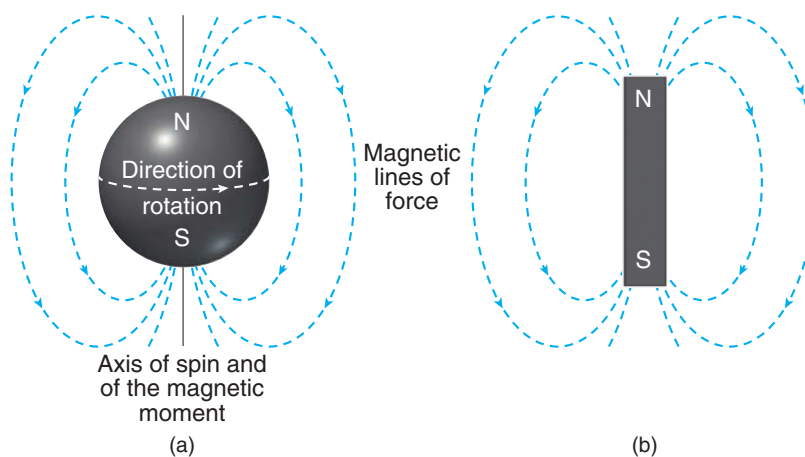 N
Direction of
rotation
S
Axis of spin and
of the magnetic
moment
(a)
Magnetic
lines of
force
N
S
(b)